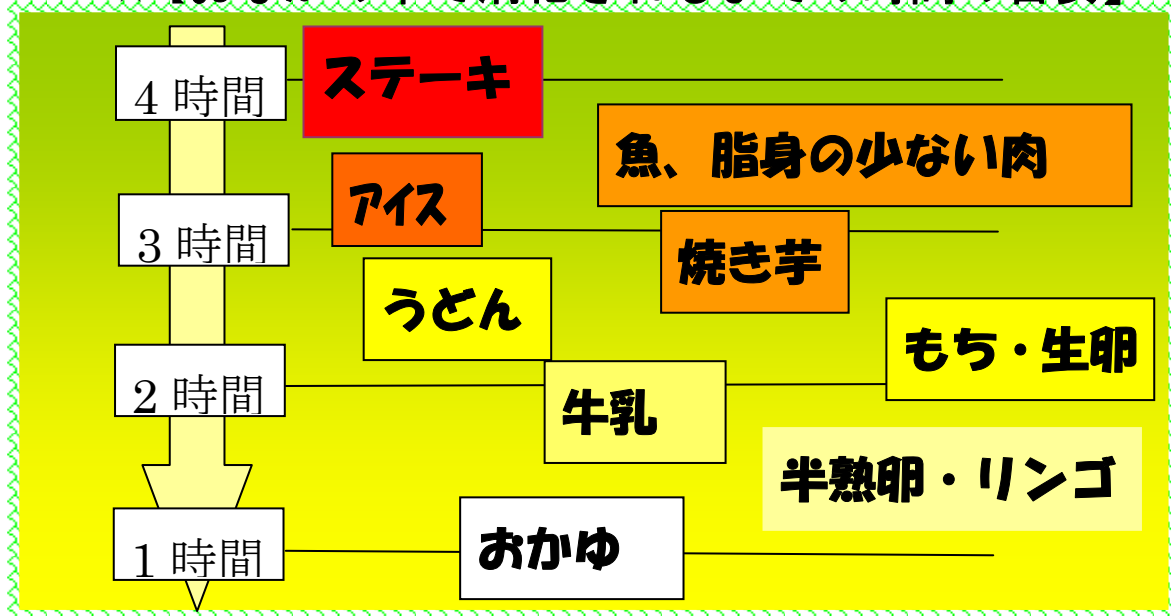 4 時間
ステーキ
魚、脂身の少ない肉
アイス
3 時間
焼き芋
うどん
もち・生卵
2 時間
牛乳
半熟卵・リンゴ
おかゆ
1 時間